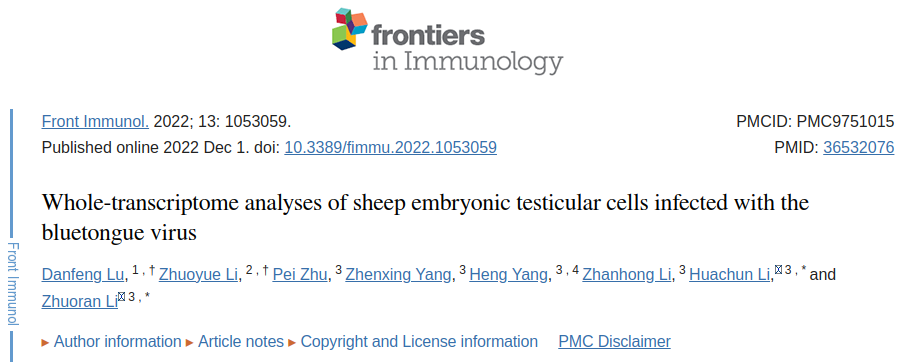 frontiers
in Immunology
Front Immunol. 2022; 13: 1053059.
PMCID: PMC9751015
Published online 2022 Dec 1. doi: 10.3389/fimmu.2022.1053059
PMID: 36532076
Whole-transcriptome analyses of sheep embryonic testicular cells infected with the
bluetongue virus
Front Immunol
Danfeng Lu, 1 , † Zhuoyue Li, 2 , † Pei Zhu, 3 Zhenxing Yang, 3 Heng Yang, 3 , 4 Zhanhong Li, 3 Huachun Li, 3 , * and
Zhuoran Li 3 , *
▸ Author information ▸ Article notes ▸ Copyright and License information PMC Disclaimer